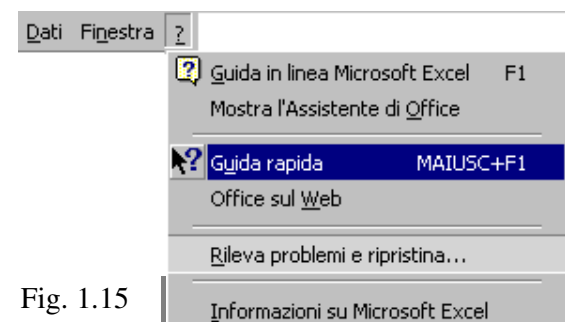 Dati Finestra ?
Guida in linea Microsoft Excel F1
Mostra l'Assistente di Office
Guida rapida MAIUSC+F1
Office sul Web
Rileva problemi e ripristina...
Fig. 1.15
Informazioni su Microsoft Excel